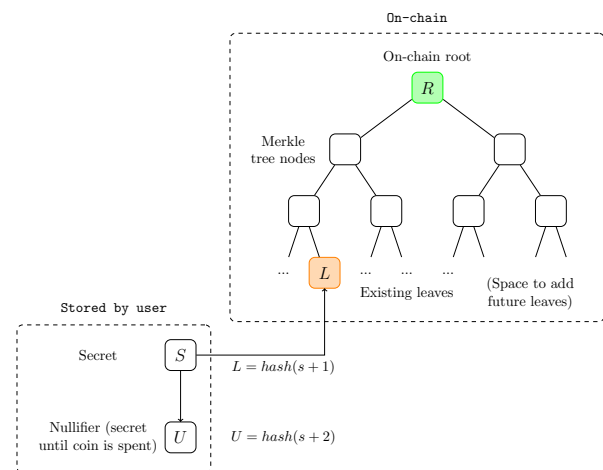 On-chain
On-chain root
R
Merkle
tree nodes
... L ... ... ...
Existing leaves
(Space to add
future leaves)
Stored by user
Secret S
L = hash(s + 1)
Nullifier (secret
until coin is spent) U
U = hash(s + 2)